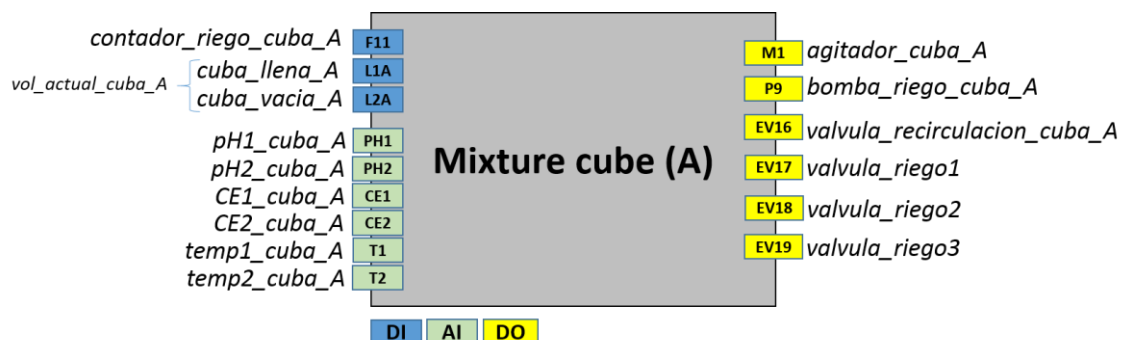 contador_riego_cuba_A F11
vol_actual_cuba_A
cuba_llena_A L1A
cuba_vacia_A L2A
pH1_cuba_A PH1
pH2_cuba_A PH2
CE1_cuba_A CE1
CE2_cuba_A CE2
temp1_cuba_A T1
temp2_cuba_A T2
Mixture cube (A)
M1 agitador_cuba_A
P9 bomba_riego_cuba_A
EV16 valvula_recirculacion_cuba_A
EV17 valvula_riego1
EV18 valvula_riego2
EV19 valvula_riego3
DI AI DO